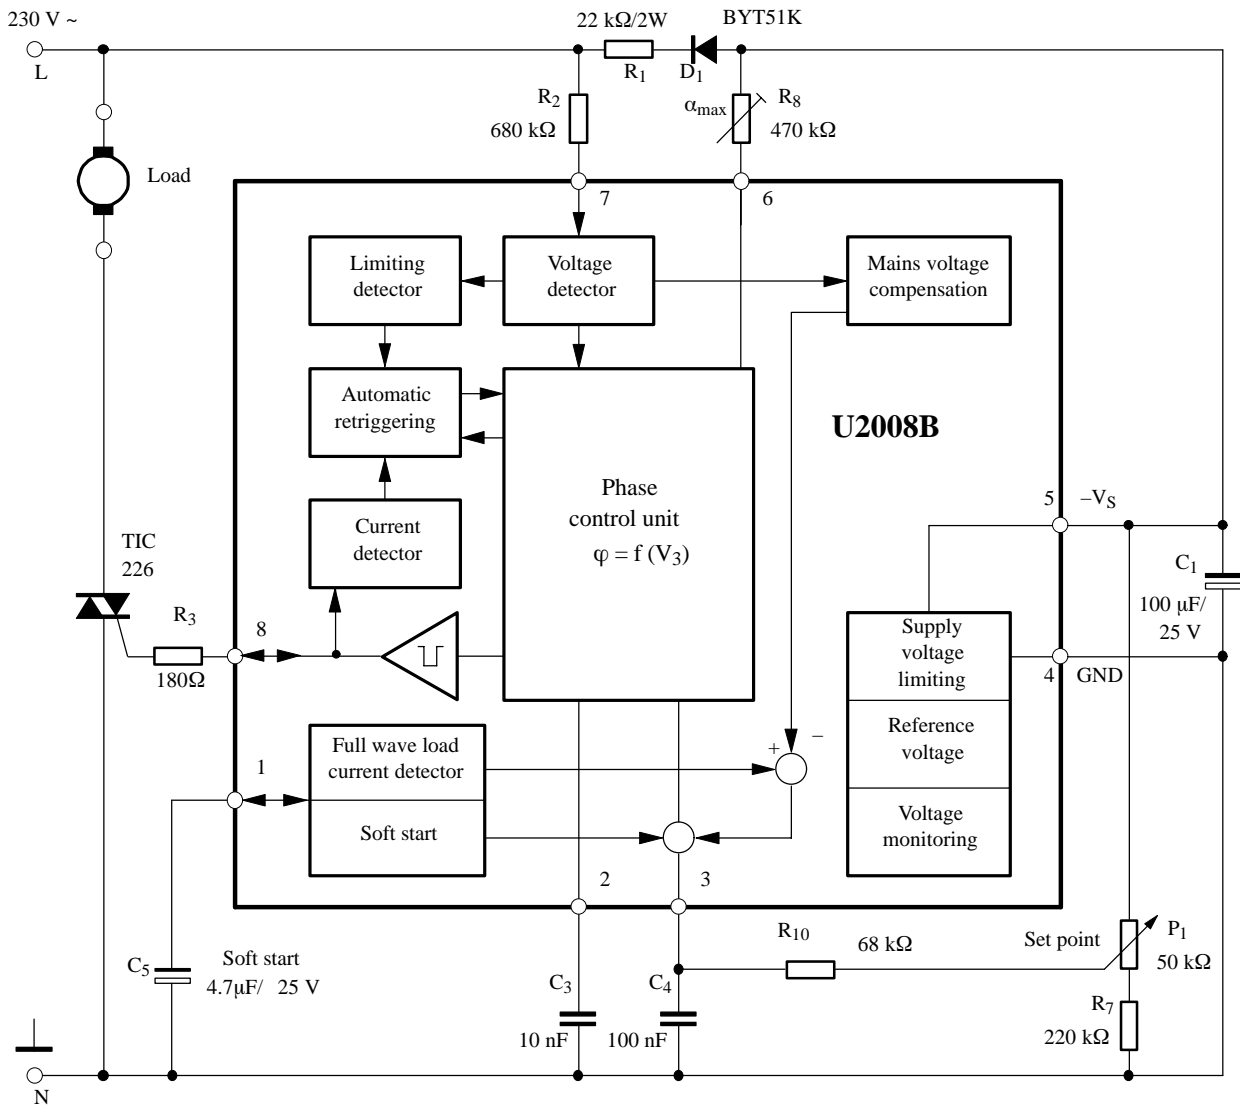 230 V ~
22 kΩ/2W
BYT51K
L
R1
D1
R2
680 kΩ
αmax
R8
470 kΩ
Load
7
6
Limiting
detector
Voltage
detector
Mains voltage
compensation
Automatic
retriggering
U2008B
Phase
control unit
φ = f (V3)
5
–VS
Current
detector
TIC
226
C1
100 μF/
25 V
R3
180Ω
8
Supply
voltage
limiting
4
GND
Reference
voltage
Voltage
monitoring
1
Full wave load
current detector
Soft start
+
–
2
3
C5
Soft start
4.7μF/ 25 V
R10
68 kΩ
Set point
P1
50 kΩ
C3
10 nF
C4
100 nF
R7
220 kΩ
N